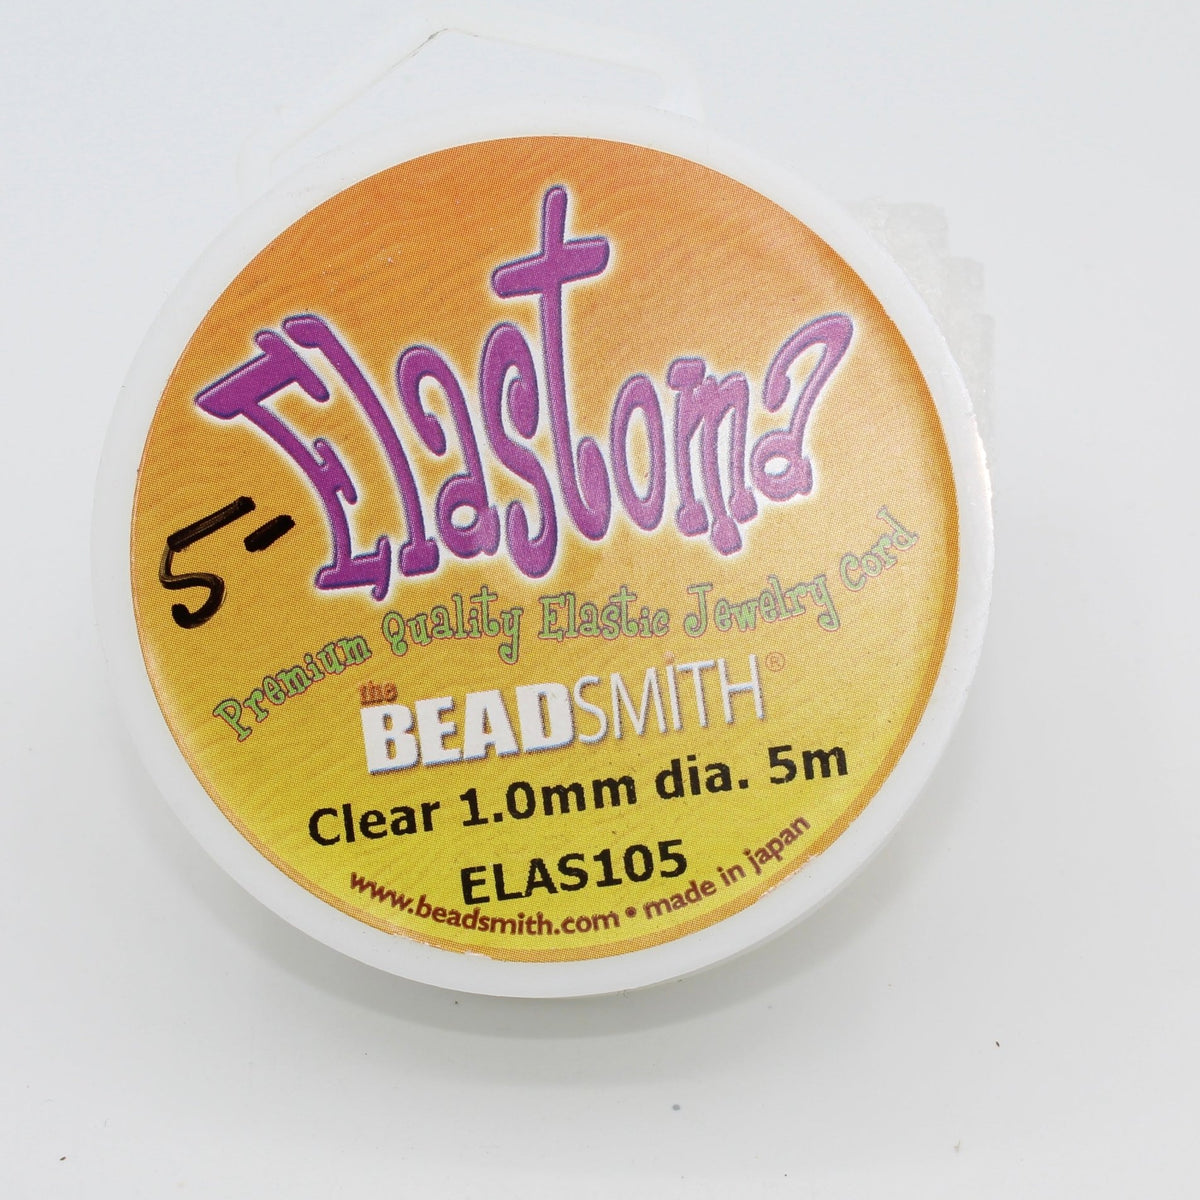 Elastoma
5-
Premium Quality Elastic Jewelry Cord
the
BEADSMiTH®
Clear 1.0mm dia. 5m
ELAS105
www.beadsmith.com • made in japan